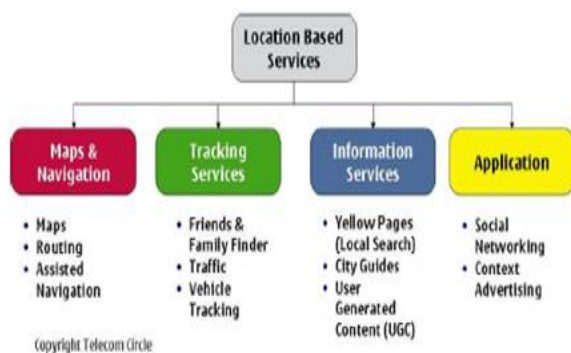 Location Based
Services
Maps &
Navigation
• Maps
• Routing
• Assisted
Navigation
Tracking
Services
• Friends &
Family Finder
• Traffic
• Vehicle
Tracking
Information
Services
• Yellow Pages
(Local Search)
• City Guides
• User
Generated
Content (UGC)
Application
• Social
Networking
• Context
Advertising
Copyright Telecom Circle